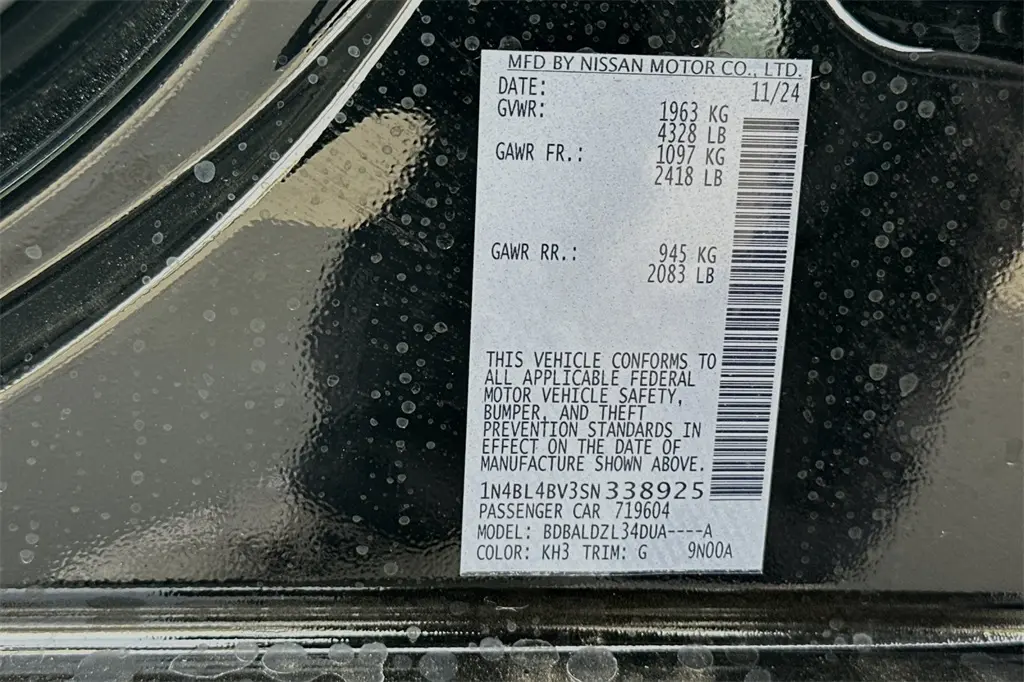 MFD BY NISSAN MOTOR CO., LTD.
DATE: 11/24
GVWR: 1963 KG
4328 LB
GAWR FR.: 1097 KG
2418 LB
GAWR RR.: 945 KG
2083 LB
THIS VEHICLE CONFORMS TO
ALL APPLICABLE FEDERAL
MOTOR VEHICLE SAFETY,
BUMPER, AND THEFT
PREVENTION STANDARDS IN
EFFECT ON THE DATE OF
MANUFACTURE SHOWN ABOVE.
1N4BL4BV3SN338925
PASSENGER CAR 719604
MODEL: BDBALDZL34DUA----A
COLOR: KH3 TRIM: G 9N00A